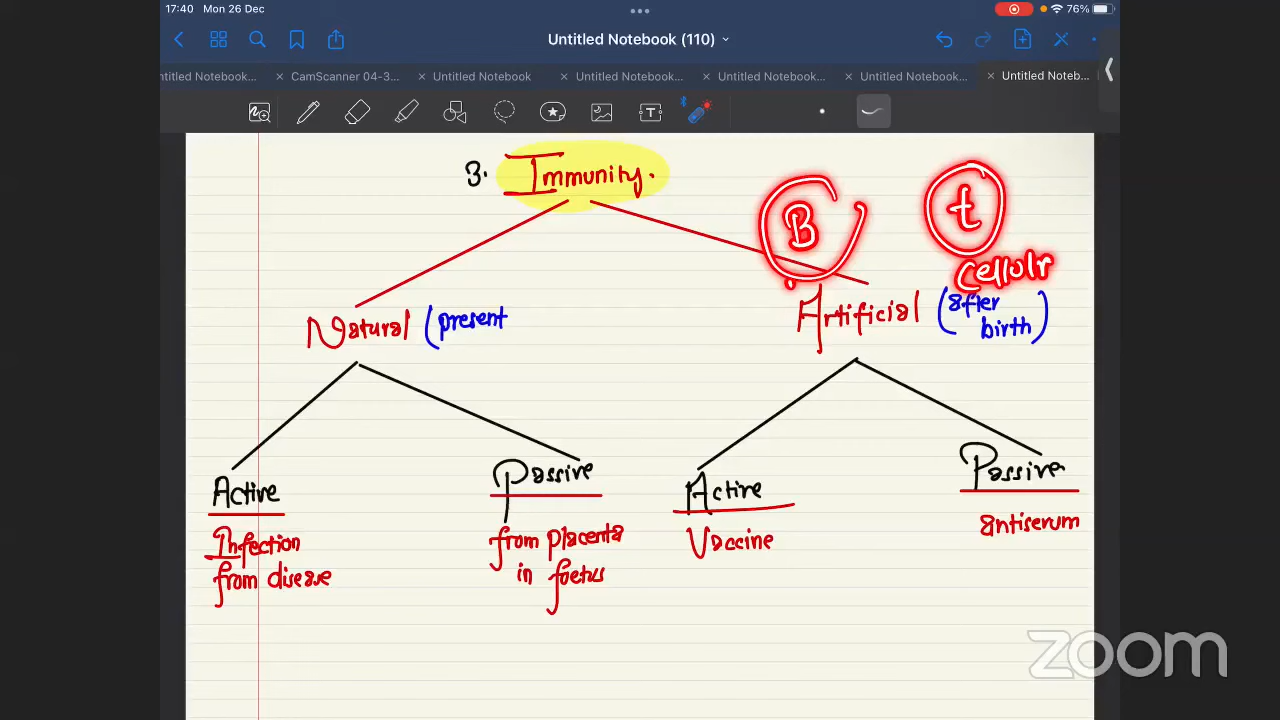 17:40 Mon 26 Dec
76%
Untitled Notebook (110)
ntitled Notebook...
CamScanner 04-3...
Untitled Notebook
Untitled Notebook...
Untitled Notebook...
Untitled Notebook...
Untitled Noteb...
3. Immunity.
B
t
cellulr
Natural (present
Artificial (after
birth)
Active
Passive
Active
Passive
Infection
from disease
from placenta
in foetus
Vaccine
antiserum
zoom